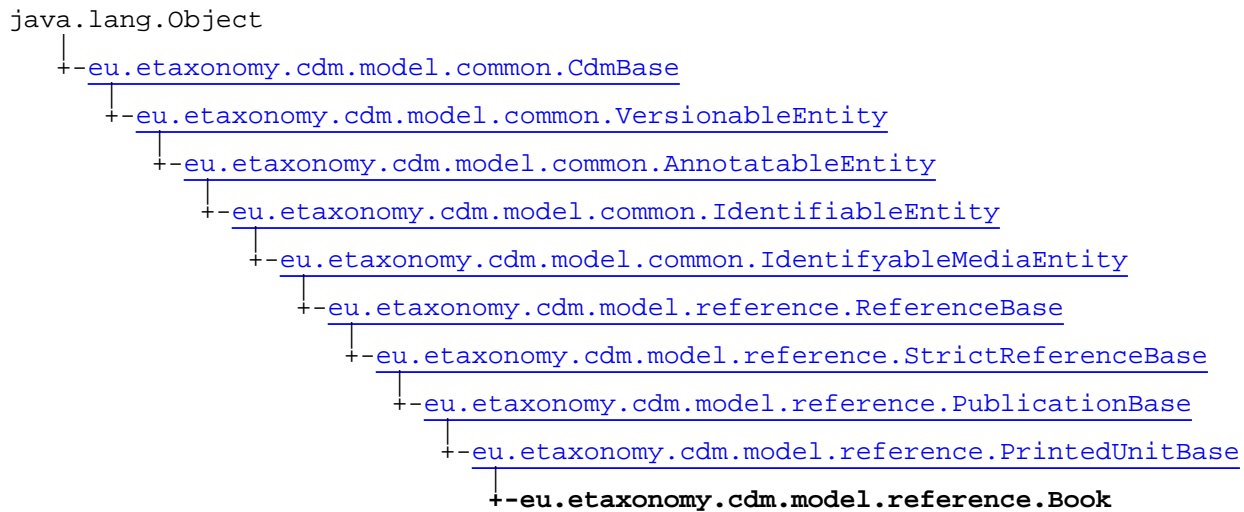 java.lang.Object
+-eu.etaxonomy.cdm.model.common.CdmBase
+-eu.etaxonomy.cdm.model.common.VersionableEntity
+-eu.etaxonomy.cdm.model.common.AnnotatableEntity
+-eu.etaxonomy.cdm.model.common.IdentifiableEntity
+-eu.etaxonomy.cdm.model.common.IdentifyableMediaEntity
+-eu.etaxonomy.cdm.model.reference.ReferenceBase
+-eu.etaxonomy.cdm.model.reference.StrictReferenceBase
+-eu.etaxonomy.cdm.model.reference.PublicationBase
+-eu.etaxonomy.cdm.model.reference.PrintedUnitBase
+-eu.etaxonomy.cdm.model.reference.Book